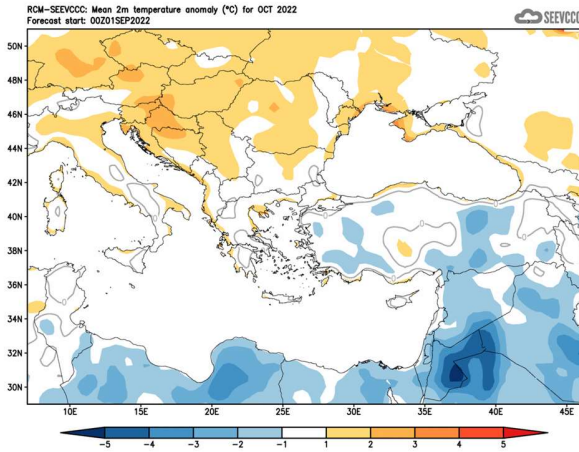 RCM-SEEVCCC: Mean 2m temperature anomaly (°C) for OCT 2022
Forecast start: 00Z01SEP2022
SEEVCCC
50N
48N
46N
44N
42N
40N
38N
36N
34N
32N
30N
10E 15E 20E 25E 30E 35E 40E 45E
-5 -4 -3 -2 -1 1 2 3 4 5